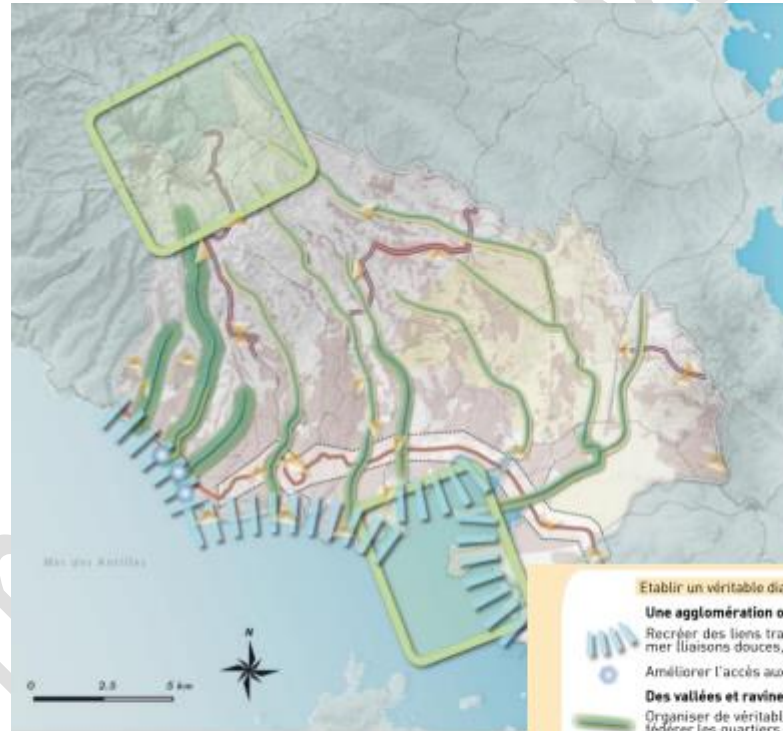 Mer des Antilles
N
0 2.5 5 km
Etablir un véritable dia
Une agglomération o
Recréer des liens tra
mer (liaisons douces,
Améliorer l'accès aux
Des vallées et ravine
Organiser de véritabl
fédérer les quartiers